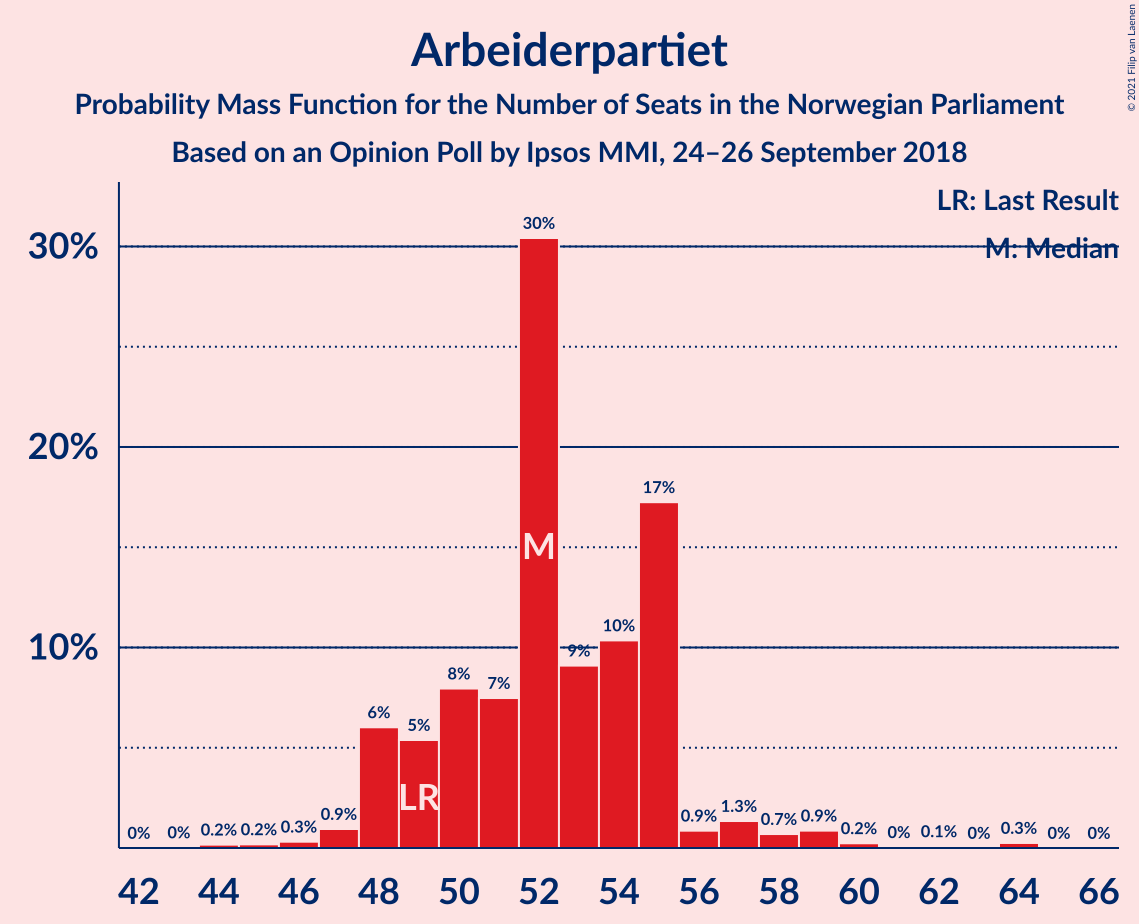 Arbeiderpartiet
Probability Mass Function for the Number of Seats in the Norwegian Parliament
Based on an Opinion Poll by Ipsos MMI, 24–26 September 2018
© 2021 Filip van Laenen
LR: Last Result
M: Median
30%
20%
10%
0% 0% 0.2% 0.2% 0.3% 0.9% 6% 5% 8% 7% 30% 9% 10% 17% 0.9% 1.3% 0.7% 0.9% 0.2% 0% 0.1% 0% 0.3% 0% 0%
M
LR
42 44 46 48 50 52 54 56 58 60 62 64 66